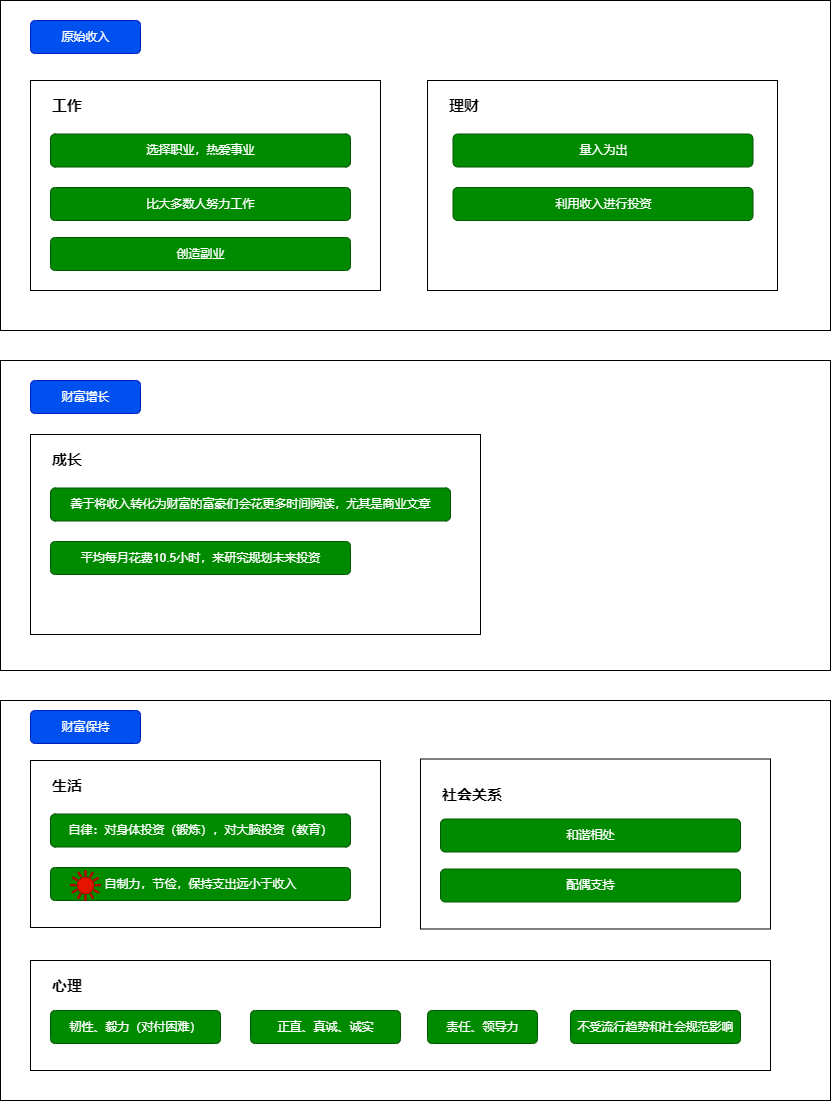 原始收入
工作
选择职业，热爱事业
比大多数人努力工作
创造副业
理财
量入为出
利用收入进行投资
财富增长
成长
善于将收入转化为财富的富豪们会花更多时间阅读，尤其是商业文章
平均每月花费10.5小时，来研究规划未来投资
财富保持
生活
自律：对身体投资（锻炼），对大脑投资（教育）
自制力，节俭，保持支出远小于收入
社会关系
和谐相处
配偶支持
心理
韧性、毅力（对付困难）
正直、真诚、诚实
责任、领导力
不受流行趋势和社会规范影响